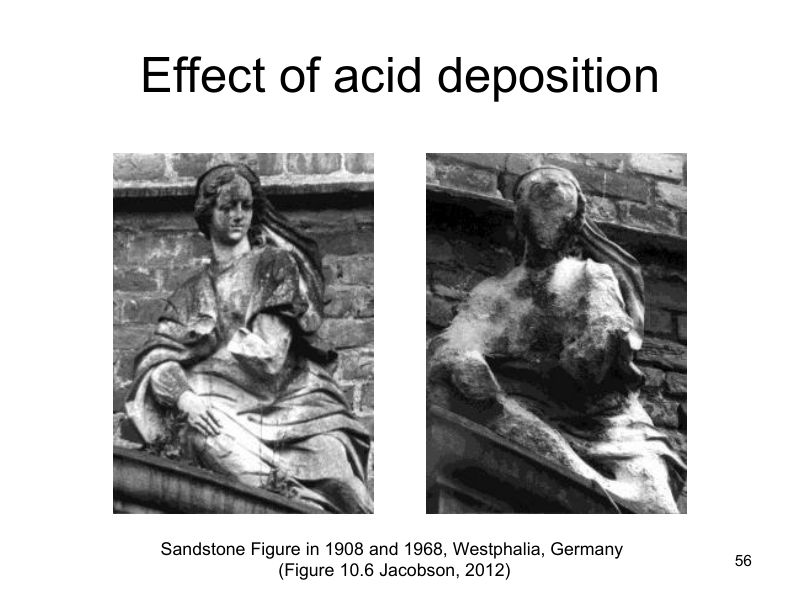 Effect of acid deposition
Sandstone Figure in 1908 and 1968, Westphalia, Germany
(Figure 10.6 Jacobson, 2012)
56